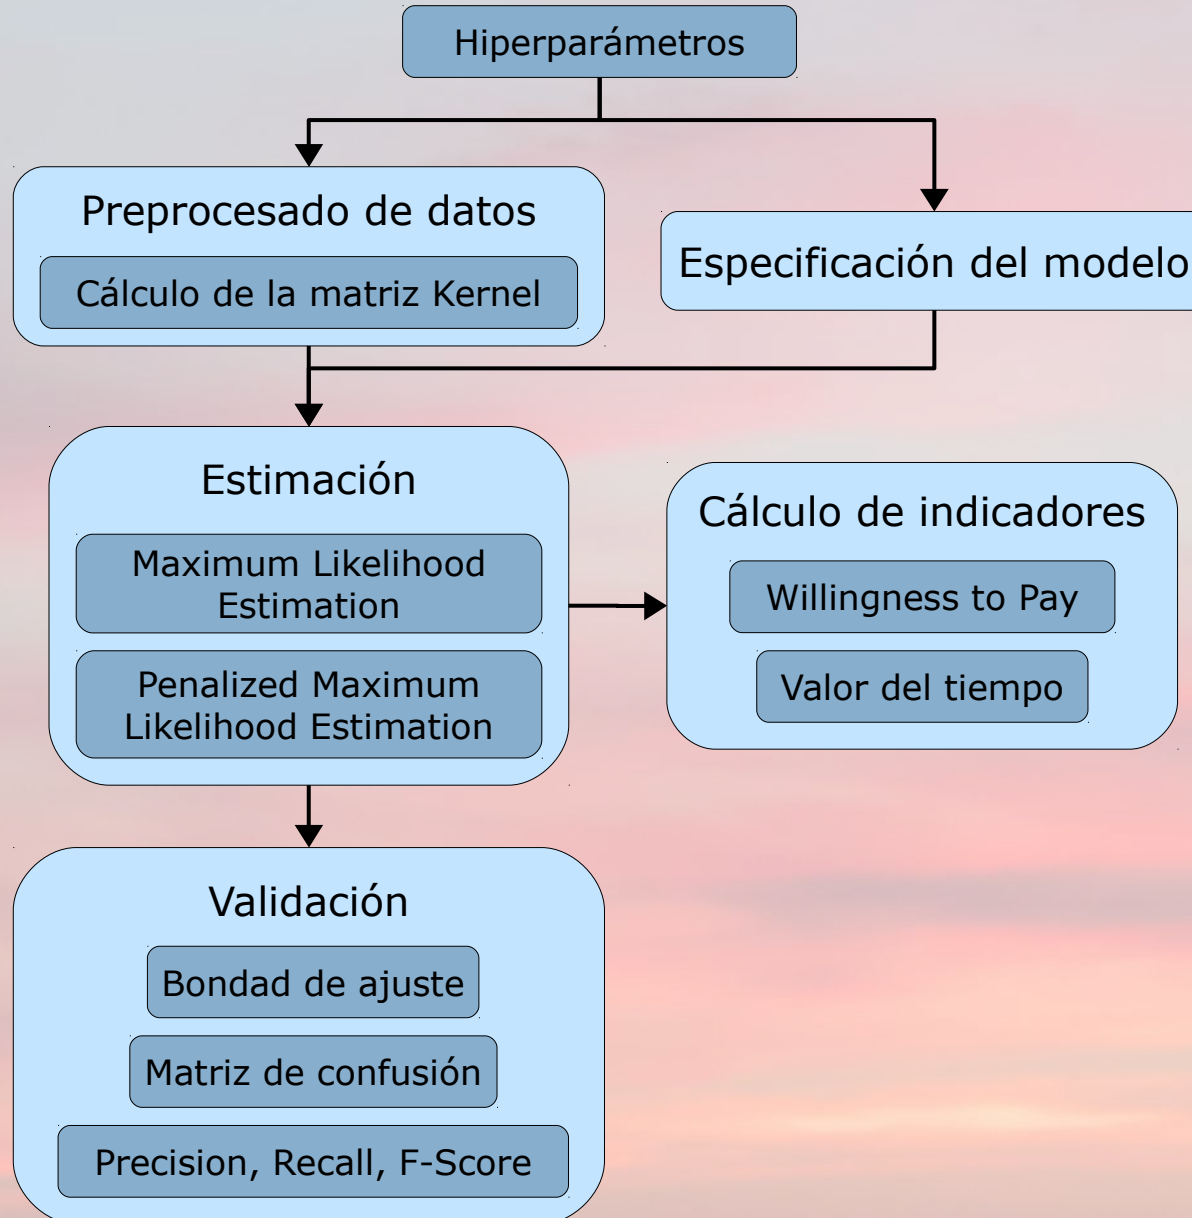 Hiperparámetros
Preprocesado de datos
Cálculo de la matriz Kernel
Especificación del modelo
Estimación
Maximum Likelihood
Estimation
Penalized Maximum
Likelihood Estimation
Cálculo de indicadores
Willingness to Pay
Valor del tiempo
Validación
Bondad de ajuste
Matriz de confusión
Precision, Recall, F-Score